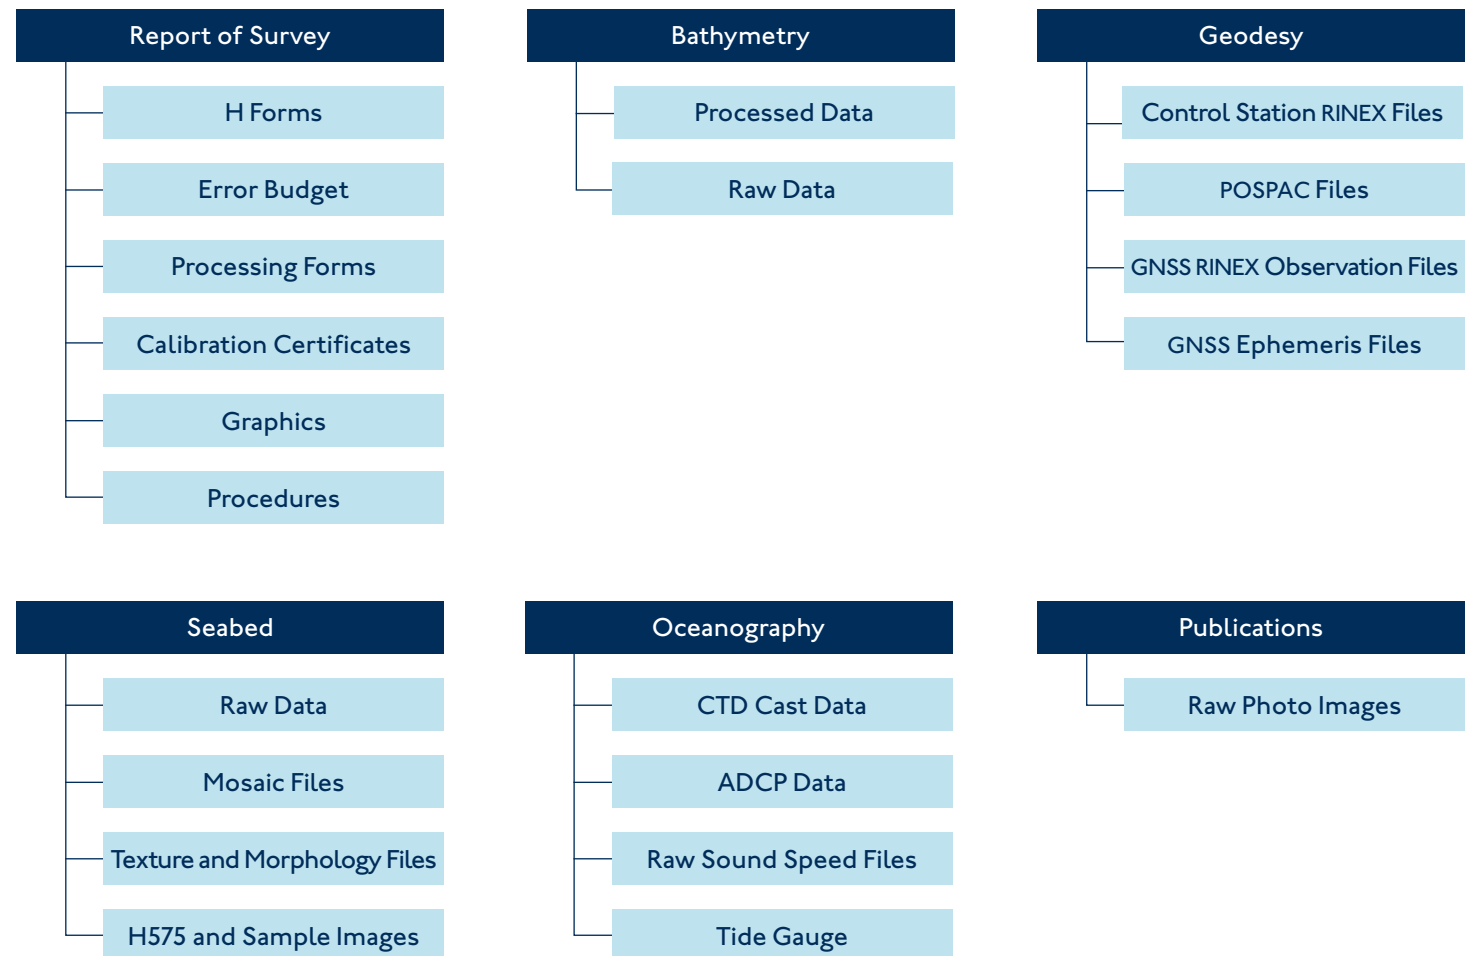 Report of Survey
H Forms
Error Budget
Processing Forms
Calibration Certificates
Graphics
Procedures
Bathymetry
Processed Data
Raw Data
Geodesy
Control Station RINEX Files
POSPAC Files
GNSS RINEX Observation Files
GNSS Ephemeris Files
Seabed
Raw Data
Mosaic Files
Texture and Morphology Files
H575 and Sample Images
Oceanography
CTD Cast Data
ADCP Data
Raw Sound Speed Files
Tide Gauge
Publications
Raw Photo Images